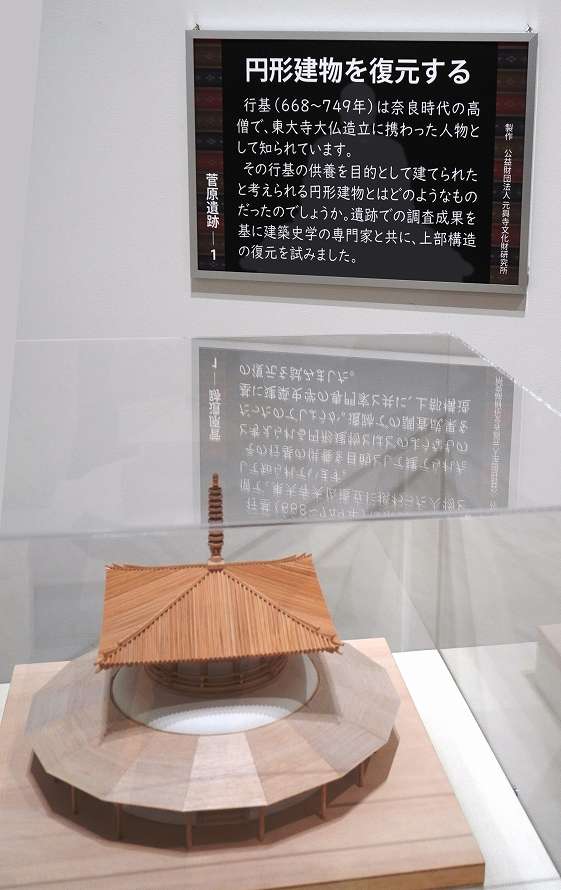 円形建物を復元する
行基（668～749年）は奈良時代の高
僧で、東大寺大仏造立に携わった人物と
して知られています。
その行基の供養を目的として建てられた
と考えられる円形建物とはどのようなもの
だったのでしょうか。遺跡での調査成果を
基に建築史学の専門家と共に、上部構造
の復元を試みました。
菅原遺跡―1
製作 公益財団法人 元興寺文化財研究所